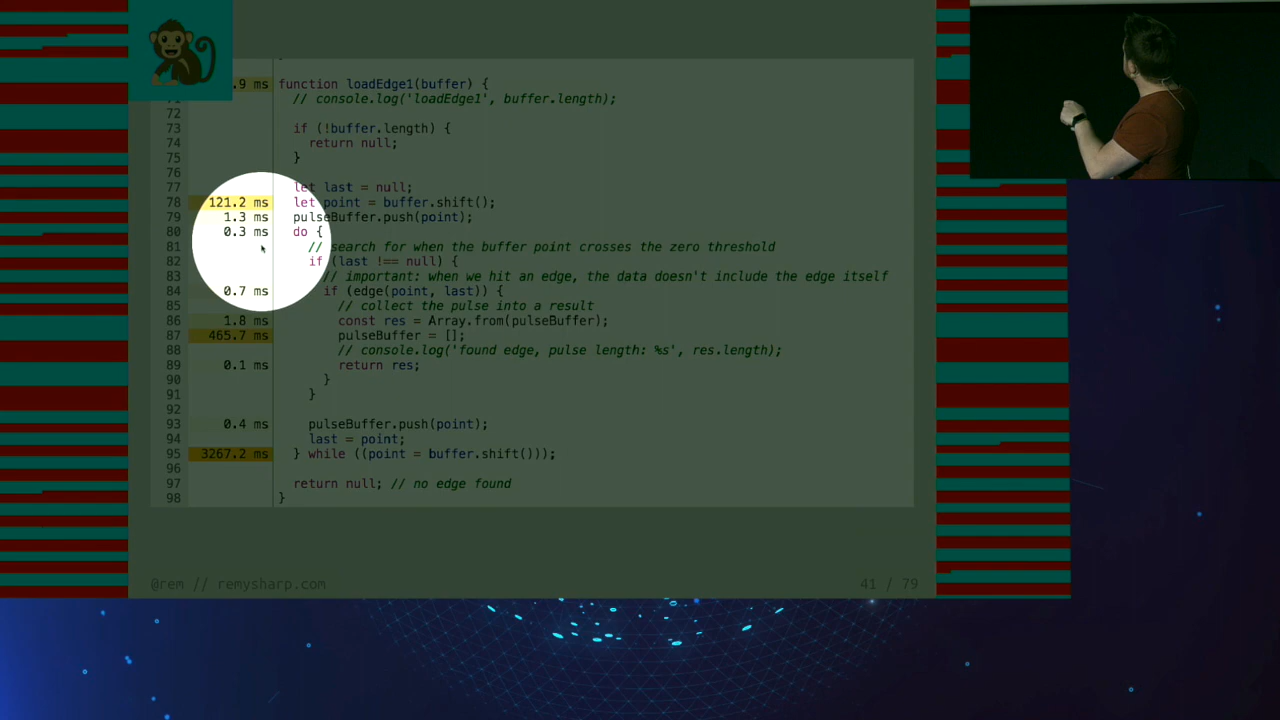 .9 ms function loadEdge1(buffer) {
71 // console.log('loadEdge1', buffer.length);
72
73 if (!buffer.length) {
74 return null;
75 }
76
77 let last = null;
78 121.2 ms let point = buffer.shift();
79 1.3 ms pulseBuffer.push(point);
80 0.3 ms do {
81 // search for when the buffer point crosses the zero threshold
82 if (last !== null) {
83 // important: when we hit an edge, the data doesn't include the edge itself
84 0.7 ms if (edge(point, last)) {
85 // collect the pulse into a result
86 1.8 ms const res = Array.from(pulseBuffer);
87 465.7 ms pulseBuffer = [];
88 // console.log('found edge, pulse length: %s', res.length);
89 0.1 ms return res;
90 }
91 }
92
93 0.4 ms pulseBuffer.push(point);
94 last = point;
95 3267.2 ms } while ((point = buffer.shift()));
96
97 return null; // no edge found
98 }
@rem // remysharp.com 41 / 79